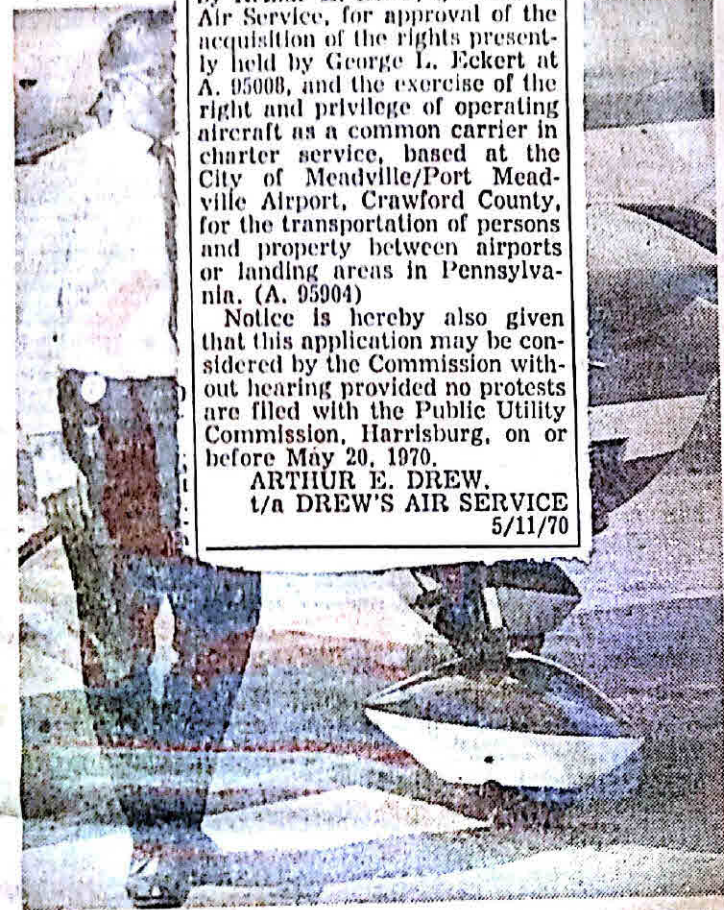 Air Service, for approval of the
acquisition of the rights present-
ly held by George L. Eckert at
A. 95008, and the exercise of the
right and privilege of operating
aircraft as a common carrier in
charter service, based at the
City of Meadville/Port Mead-
ville Airport, Crawford County,
for the transportation of persons
and property between airports
or landing areas in Pennsylva-
nia. (A. 95904)
Notice is hereby also given
that this application may be con-
sidered by the Commission with-
out hearing provided no protests
are filed with the Public Utility
Commission, Harrisburg, on or
before May 20, 1970.
ARTHUR E. DREW,
t/a DREW'S AIR SERVICE
5/11/70